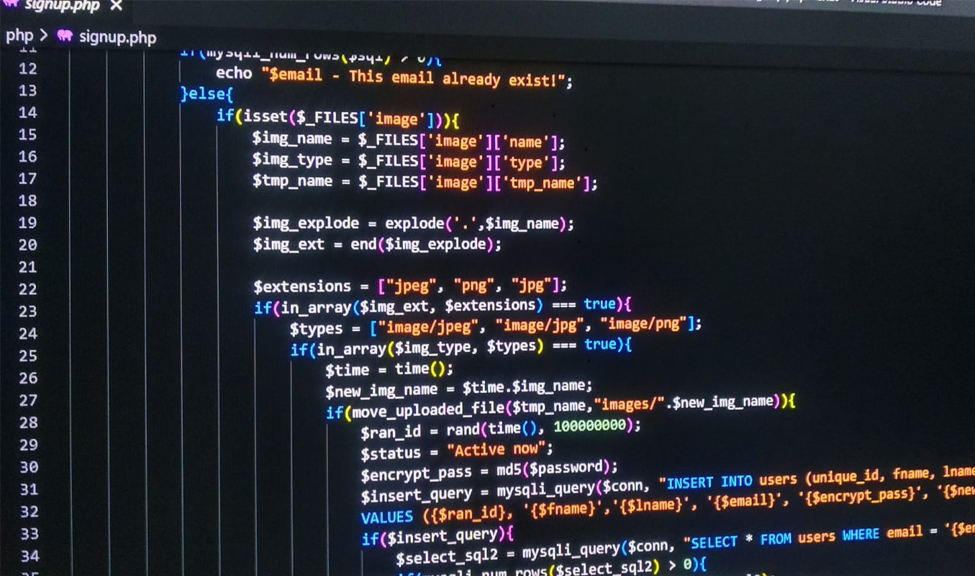 signup.php ×
php > signup.php
11 if(mysqli_num_rows($sql) > 0){
12 echo "$email - This email already exist!";
13 }else{
14 if(isset($_FILES['image'])){
15 $img_name = $_FILES['image']['name'];
16 $img_type = $_FILES['image']['type'];
17 $tmp_name = $_FILES['image']['tmp_name'];
18
19 $img_explode = explode('.',$img_name);
20 $img_ext = end($img_explode);
21
22 $extensions = ["jpeg", "png", "jpg"];
23 if(in_array($img_ext, $extensions) === true){
24 $types = ["image/jpeg", "image/jpg", "image/png"];
25 if(in_array($img_type, $types) === true){
26 $time = time();
27 $new_img_name = $time.$img_name;
28 if(move_uploaded_file($tmp_name,"images/".$new_img_name)){
29 $ran_id = rand(time(), 100000000);
30 $status = "Active now";
31 $encrypt_pass = md5($password);
32 $insert_query = mysqli_query($conn, "INSERT INTO users (unique_id, fname, lname
33 VALUES ({$ran_id}, '{$fname}','{$lname}', '{$email}', '{$encrypt_pass}', '{$new
34 if($insert_query){
$select_sql2 = mysqli_query($conn, "SELECT * FROM users WHERE email = '{$em
if(mysqli_num_rows($select_sql2) > 0){